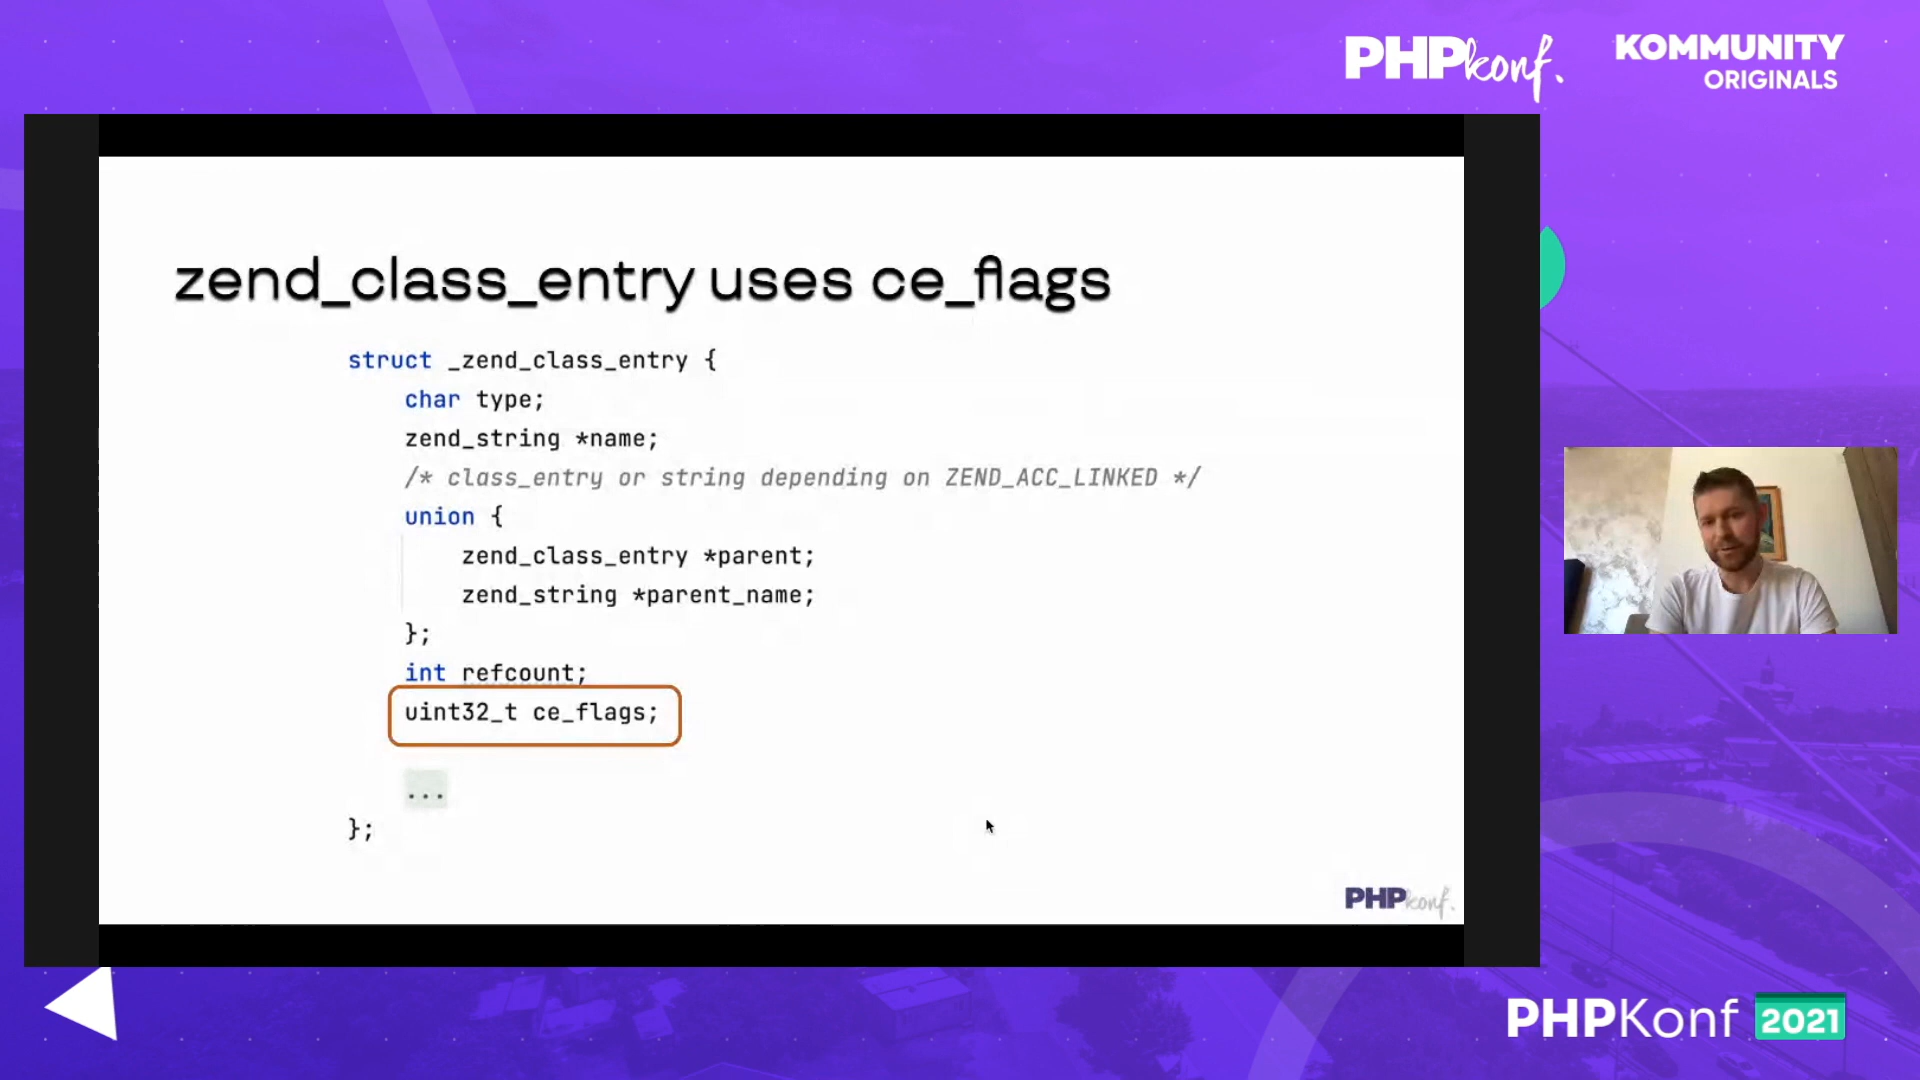 PHPkonf.
KOMMUNITY
ORIGINALS
zend_class_entry uses ce_flags
struct _zend_class_entry {
char type;
zend_string *name;
/* class_entry or string depending on ZEND_ACC_LINKED */
union {
zend_class_entry *parent;
zend_string *parent_name;
};
int refcount;
uint32_t ce_flags;
...
};
PHPkonf.
PHPKonf 2021